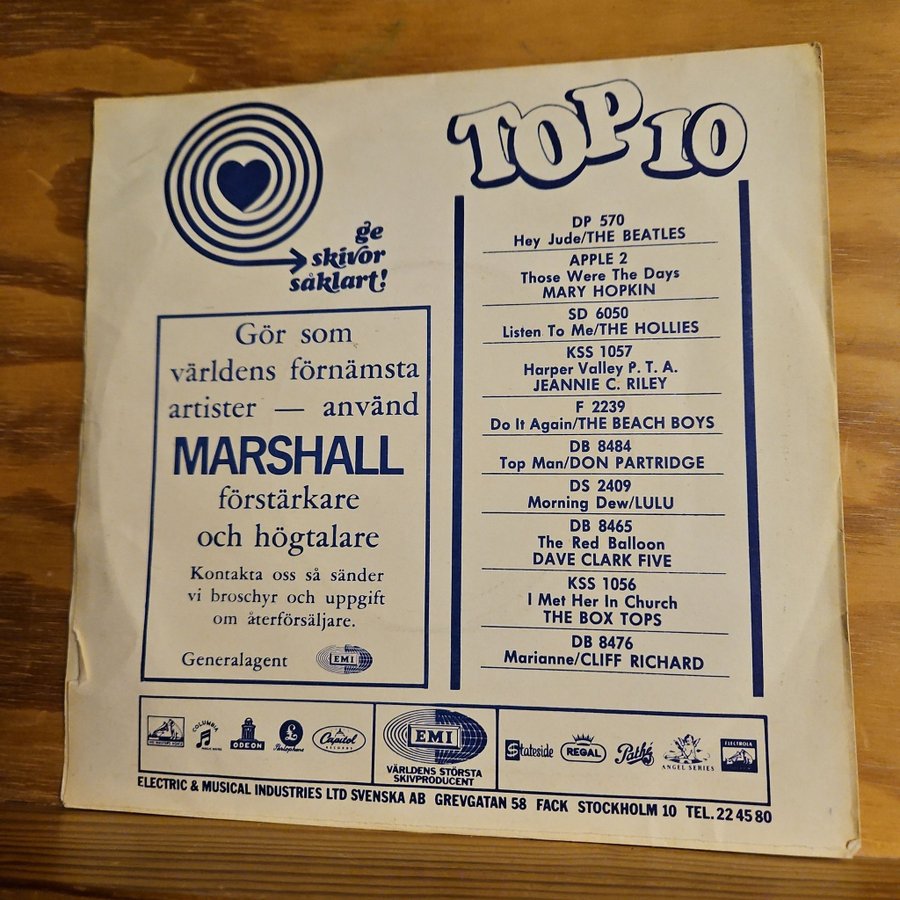 ge
skivor
såklart!
Gör som
världens förnämsta
artister — använd
MARSHALL
förstärkare
och högtalare
Kontakta oss så sänder
vi broschyr och uppgift
om återförsäljare.
Generalagent EMI
TOP 10
DP 570
Hey Jude/THE BEATLES
APPLE 2
Those Were The Days
MARY HOPKIN
SD 6050
Listen To Me/THE HOLLIES
KSS 1057
Harper Valley P. T. A.
JEANNIE C. RILEY
F 2239
Do It Again/THE BEACH BOYS
DB 8484
Top Man/DON PARTRIDGE
DS 2409
Morning Dew/LULU
DB 8465
The Red Balloon
DAVE CLARK FIVE
KSS 1056
I Met Her In Church
THE BOX TOPS
DB 8476
Marianne/CLIFF RICHARD
COLUMBIA
ODEON
Parlophone
Capitol
RECORDS
EMI
VÄRLDENS STÖRSTA
SKIVPRODUCENT
Stateside
REGAL
Pathé
ANGEL SERIES
ELECTROLA
ELECTRIC & MUSICAL INDUSTRIES LTD SVENSKA AB GREVGATAN 58 FACK STOCKHOLM 10 TEL. 22 45 80